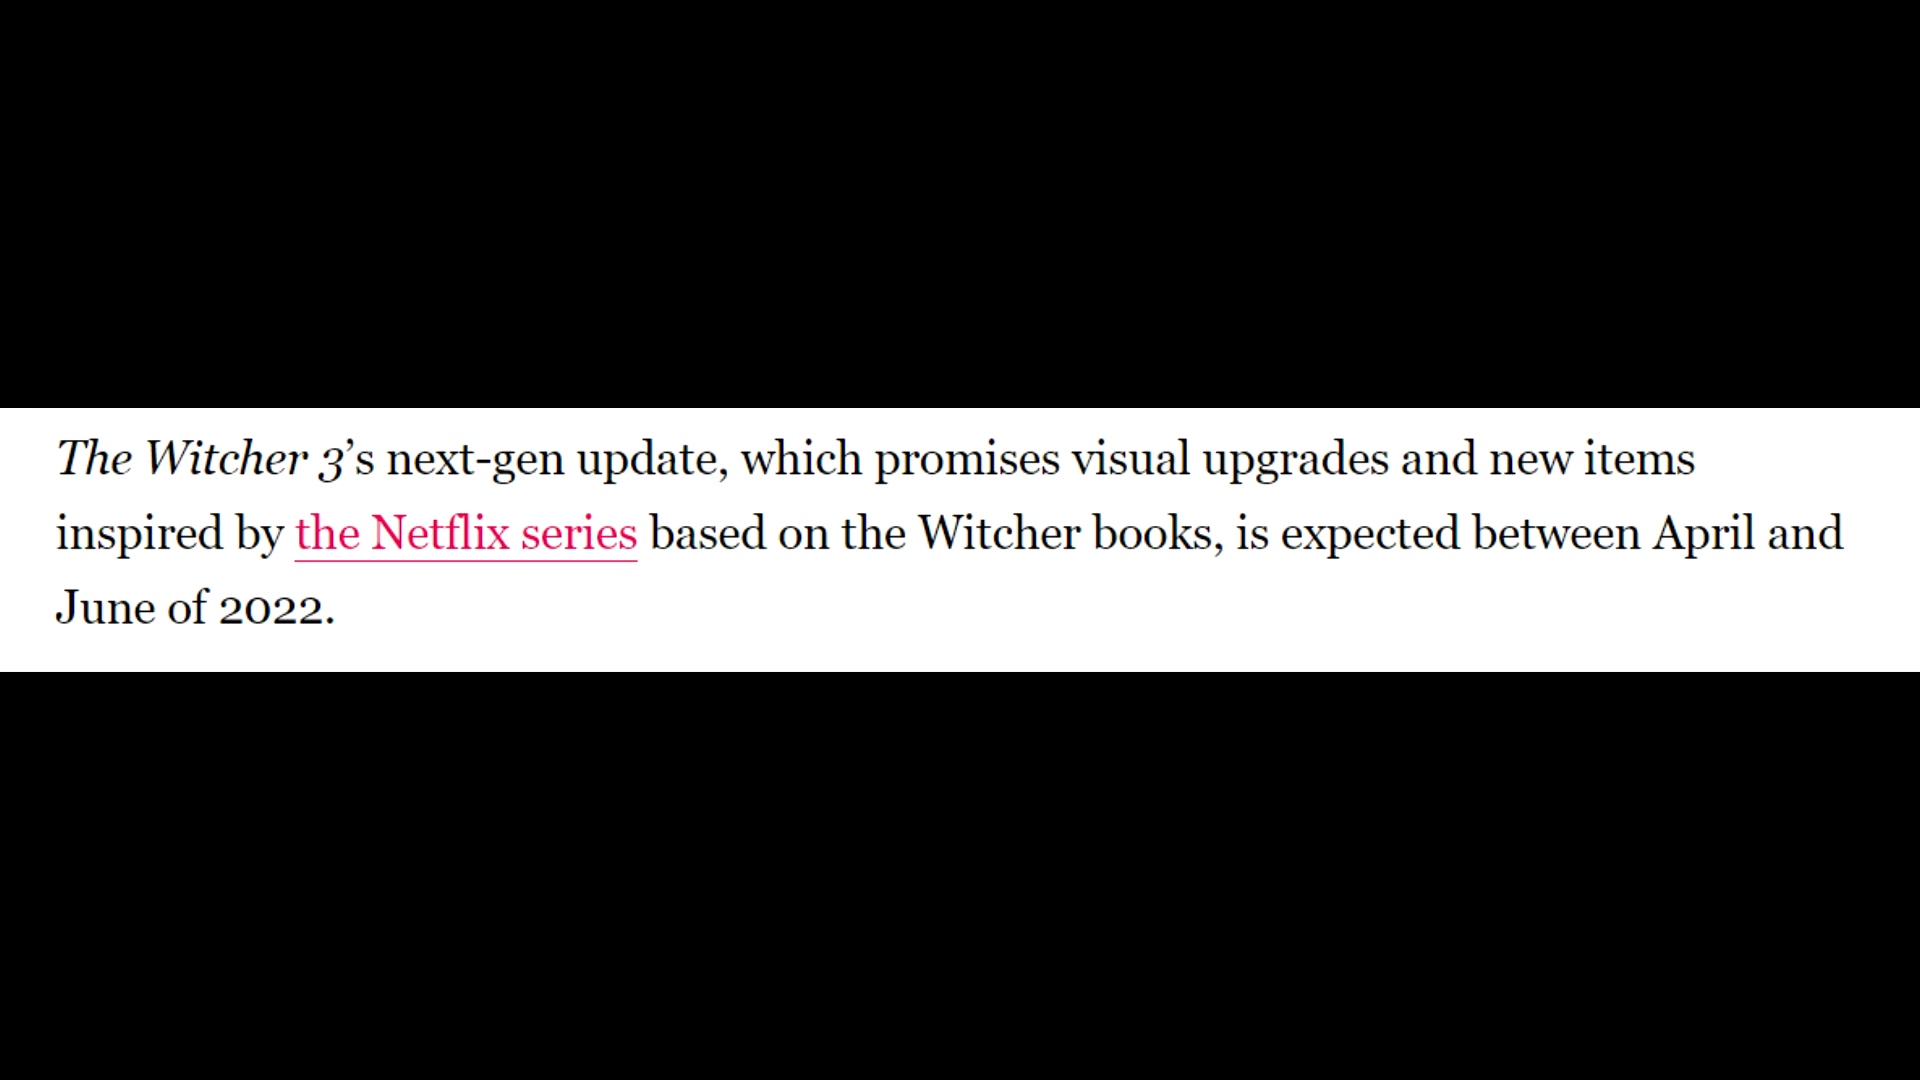 The Witcher 3’s next-gen update, which promises visual upgrades and new items
inspired by the Netflix series based on the Witcher books, is expected between April and
June of 2022.